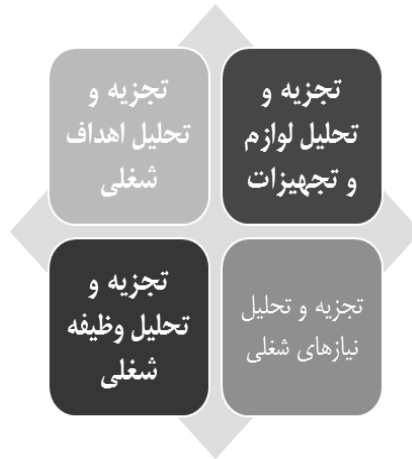 تجزیه و
تحلیل لوازم
و تجهیزات
تجزیه و
تحلیل اهداف
شغلی
تجزیه و تحلیل
نیازهای شغلی
تجزیه و
تحلیل وظیفه
شغلی